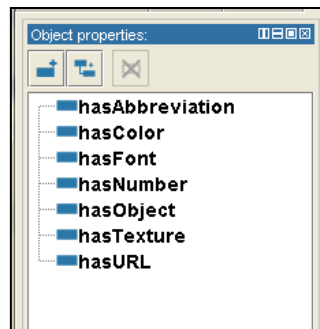 Object properties:
hasAbbreviation
hasColor
hasFont
hasNumber
hasObject
hasTexture
hasURL